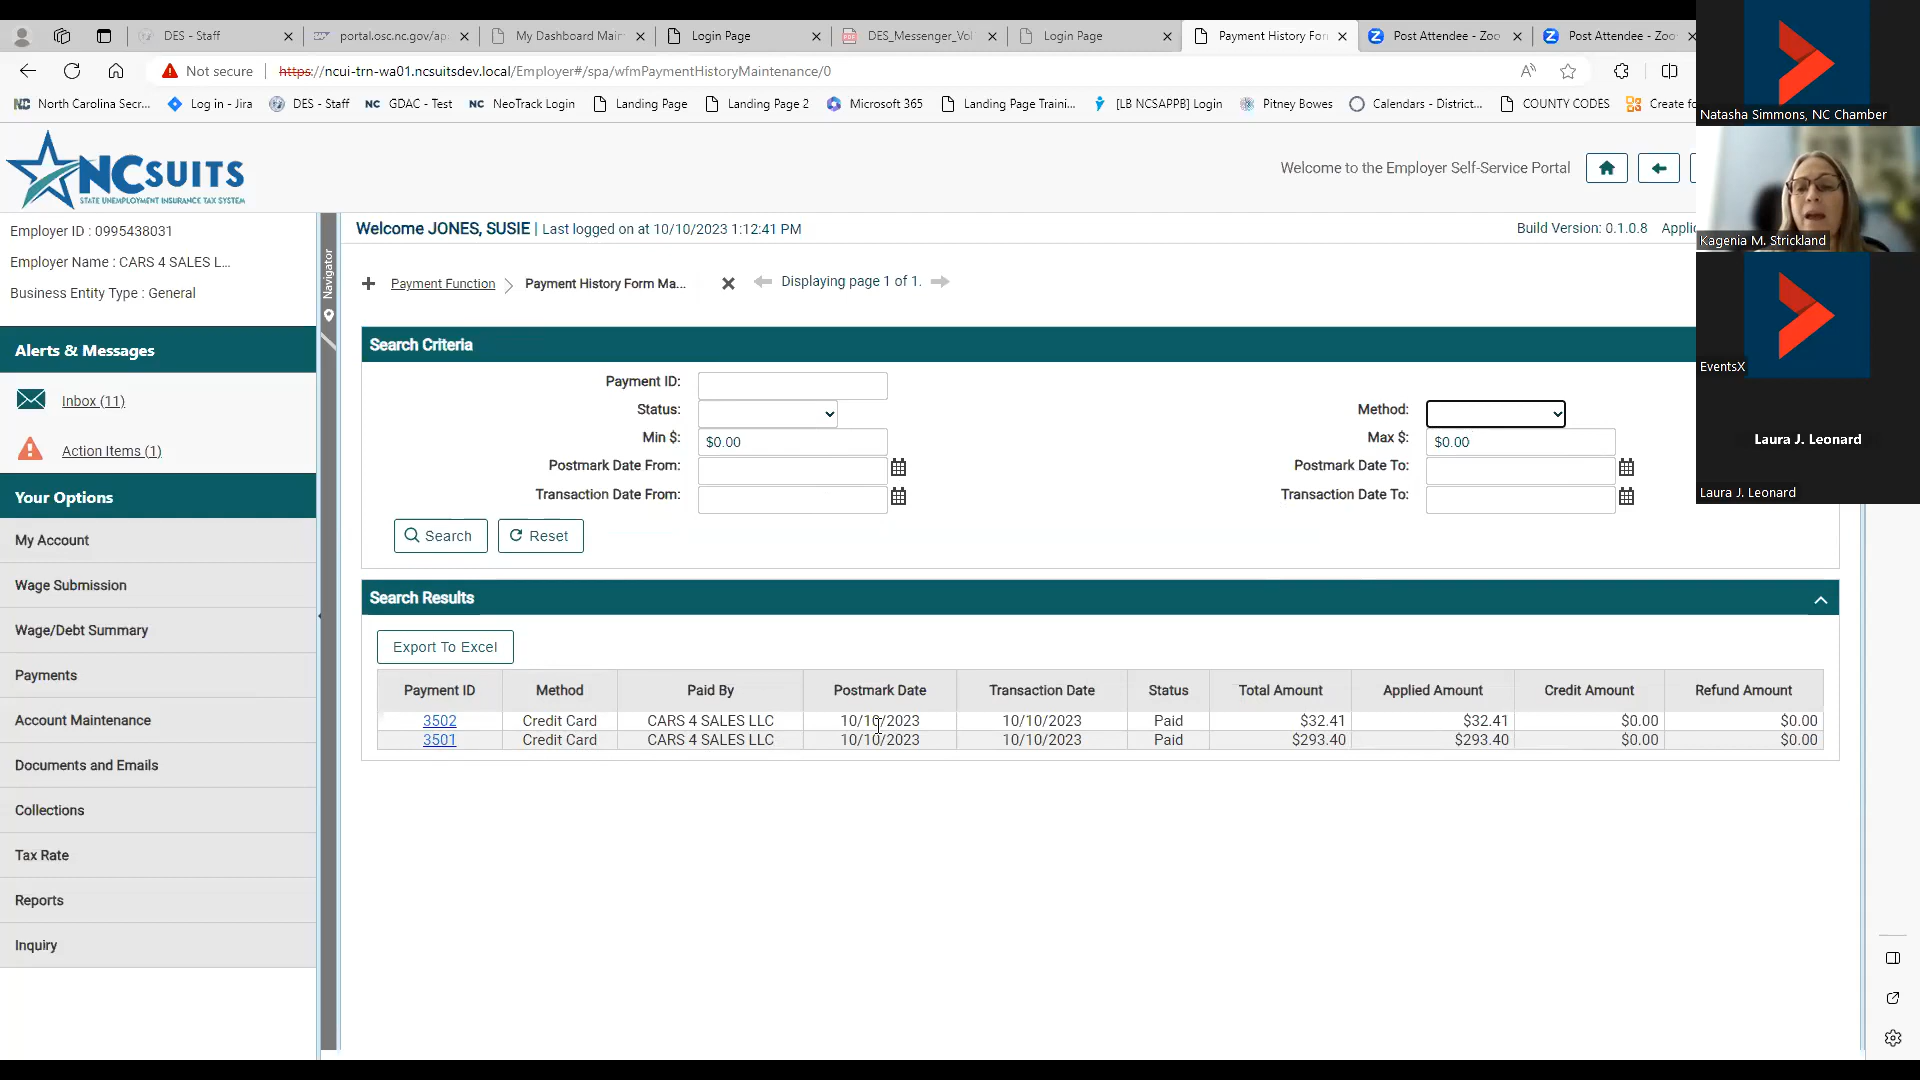 DES - Staff
portal.osc.nc.gov/ap
My Dashboard Main
Login Page
DES_Messenger_Vol
Login Page
Payment History For
Post Attendee - Zoo
Post Attendee - Zoo
Not secure
https://ncui-trn-wa01.ncsuitsdev.local/Employer#/spa/wfmPaymentHistoryMaintenance/0
North Carolina Secr...
Log in - Jira
DES - Staff
NC GDAC - Test
NC NeoTrack Login
Landing Page
Landing Page 2
Microsoft 365
Landing Page Traini...
[LB NCSAPPB] Login
Pitney Bowes
Calendars - District...
COUNTY CODES
Create fo
Natasha Simmons, NC Chamber
Kagenia M. Strickland
EventsX
Laura J. Leonard
Laura J. Leonard
NCSUITS
STATE UNEMPLOYMENT INSURANCE TAX SYSTEM
Welcome to the Employer Self-Service Portal
Employer ID : 0995438031
Employer Name : CARS 4 SALES L...
Business Entity Type : General
Alerts & Messages
Inbox (11)
Action Items (1)
Your Options
My Account
Wage Submission
Wage/Debt Summary
Payments
Account Maintenance
Documents and Emails
Collections
Tax Rate
Reports
Inquiry
Navigator
Welcome JONES, SUSIE | Last logged on at 10/10/2023 1:12:41 PM
Build Version: 0.1.0.8 Applic
Payment Function
Payment History Form Ma...
Displaying page 1 of 1.
Search Criteria
Payment ID:
Status:
Method:
Min $: $0.00
Max $: $0.00
Postmark Date From:
Postmark Date To:
Transaction Date From:
Transaction Date To:
Search
Reset
Search Results
Export To Excel
Payment ID Method Paid By Postmark Date Transaction Date Status Total Amount Applied Amount Credit Amount Refund Amount
3502 Credit Card CARS 4 SALES LLC 10/10/2023 10/10/2023 Paid $32.41 $32.41 $0.00 $0.00
3501 Credit Card CARS 4 SALES LLC 10/10/2023 10/10/2023 Paid $293.40 $293.40 $0.00 $0.00